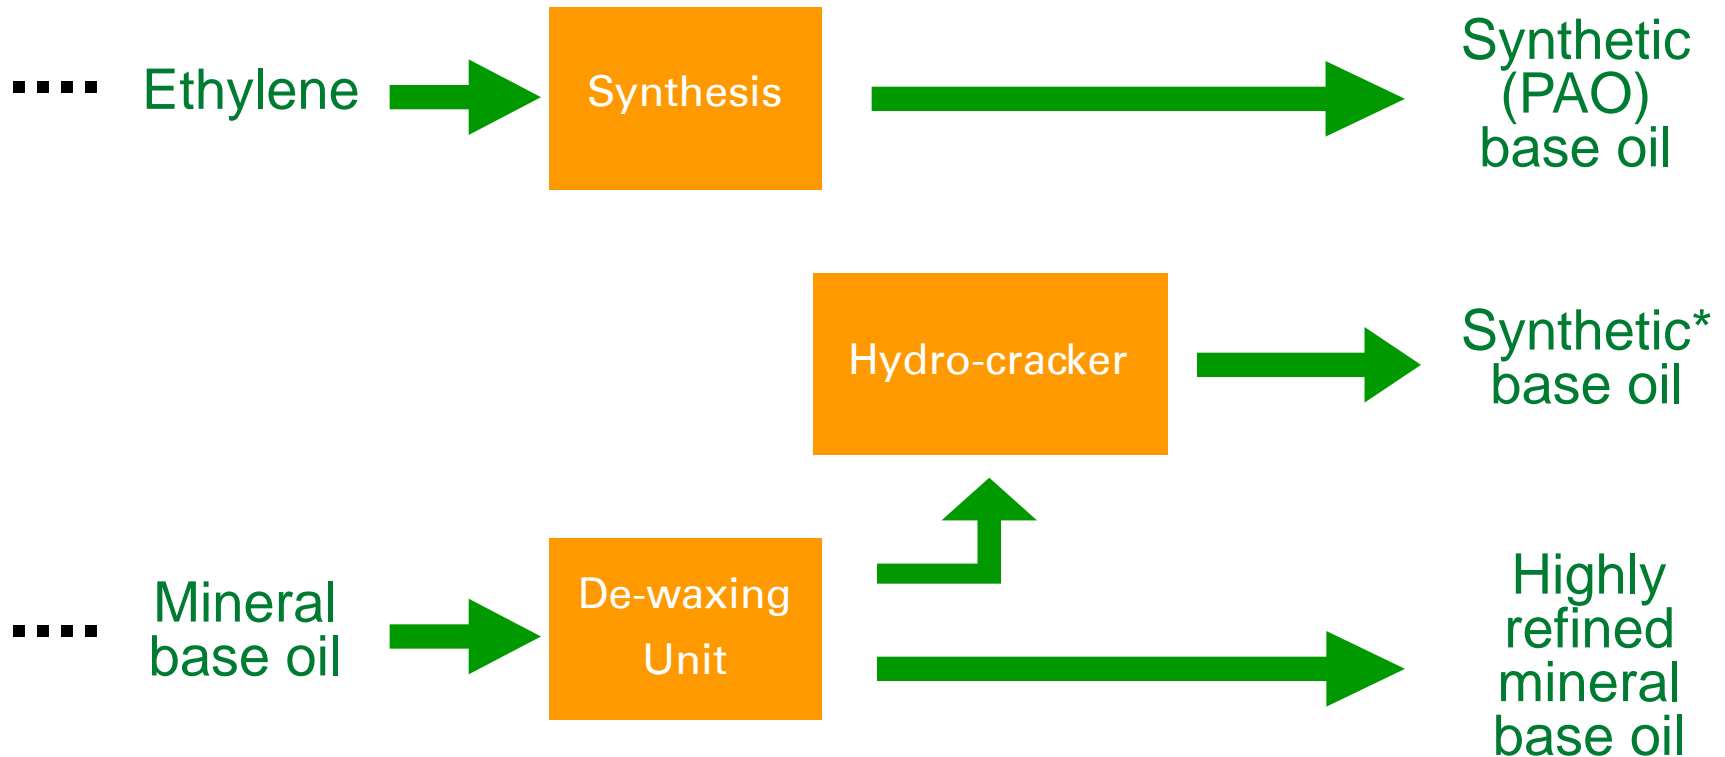 Ethylene
Synthesis
Synthetic
(PAO)
base oil
Hydro-cracker
Synthetic*
base oil
Mineral
base oil
De-waxing
Unit
Highly
refined
mineral
base oil